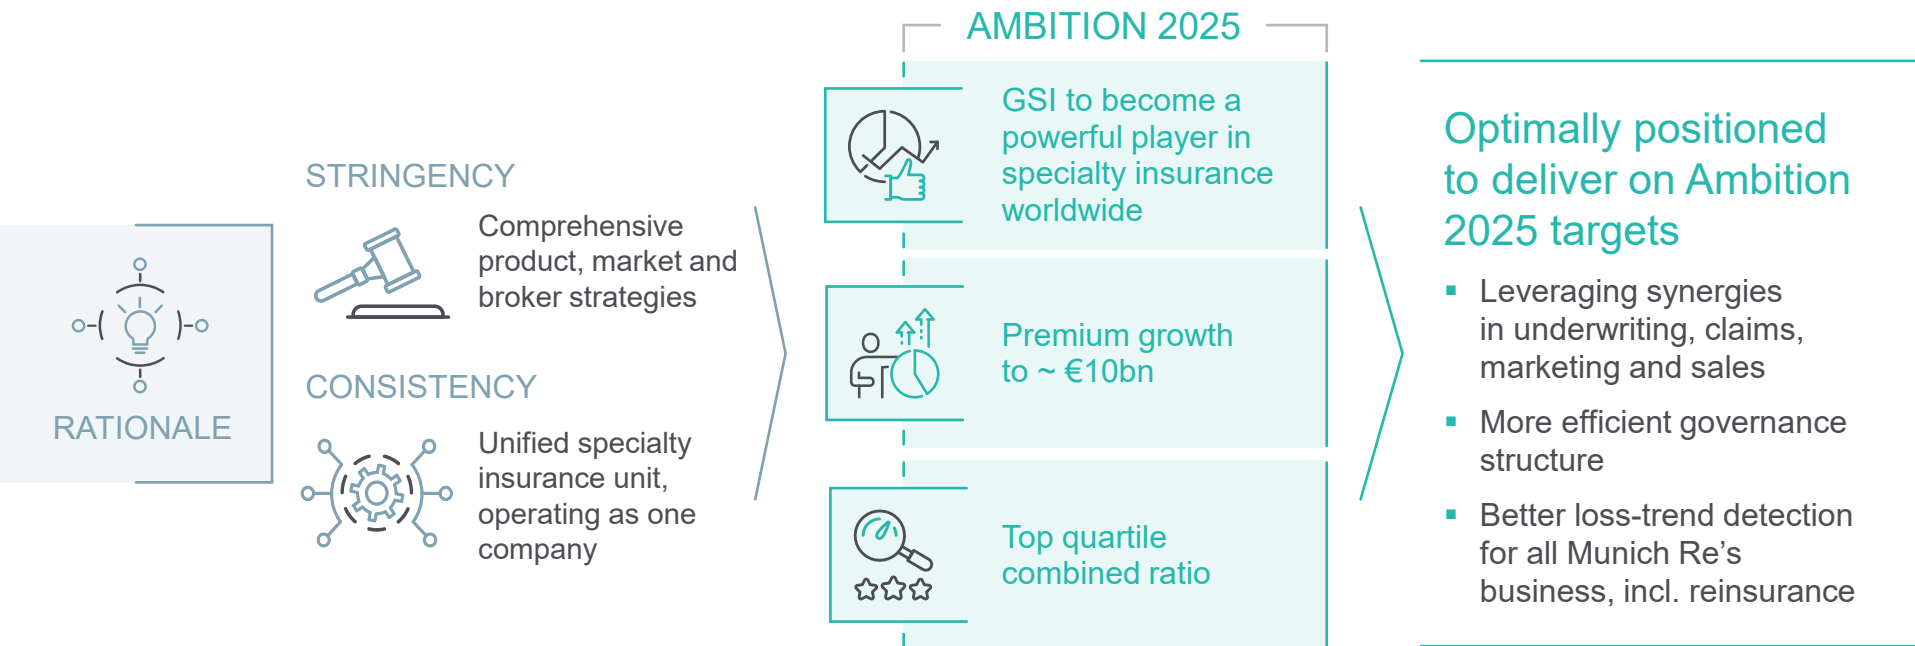 RATIONALE
STRINGENCY
Comprehensive
product, market and
broker strategies
CONSISTENCY
Unified specialty
insurance unit,
operating as one
company
AMBITION 2025
GSI to become a
powerful player in
specialty insurance
worldwide
Premium growth
to ~ €10bn
Top quartile
combined ratio
Optimally positioned
to deliver on Ambition
2025 targets
▪ Leveraging synergies
in underwriting, claims,
marketing and sales
▪ More efficient governance
structure
▪ Better loss-trend detection
for all Munich Re’s
business, incl. reinsurance